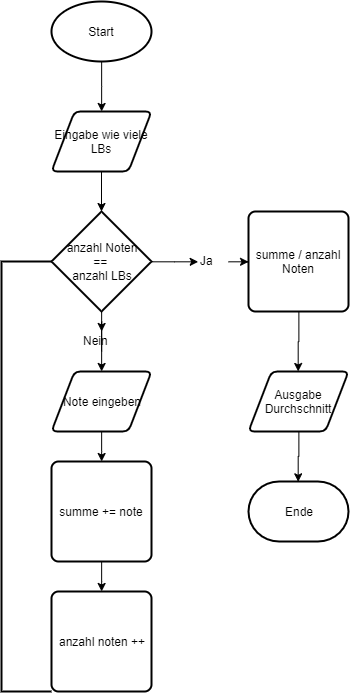 Start
Eingabe wie viele
LBs
anzahl Noten
==
anzahl LBs
Ja
summe / anzahl
Noten
Nein
Note eingeben
Ausgabe
Durchschnitt
summe += note
Ende
anzahl noten ++